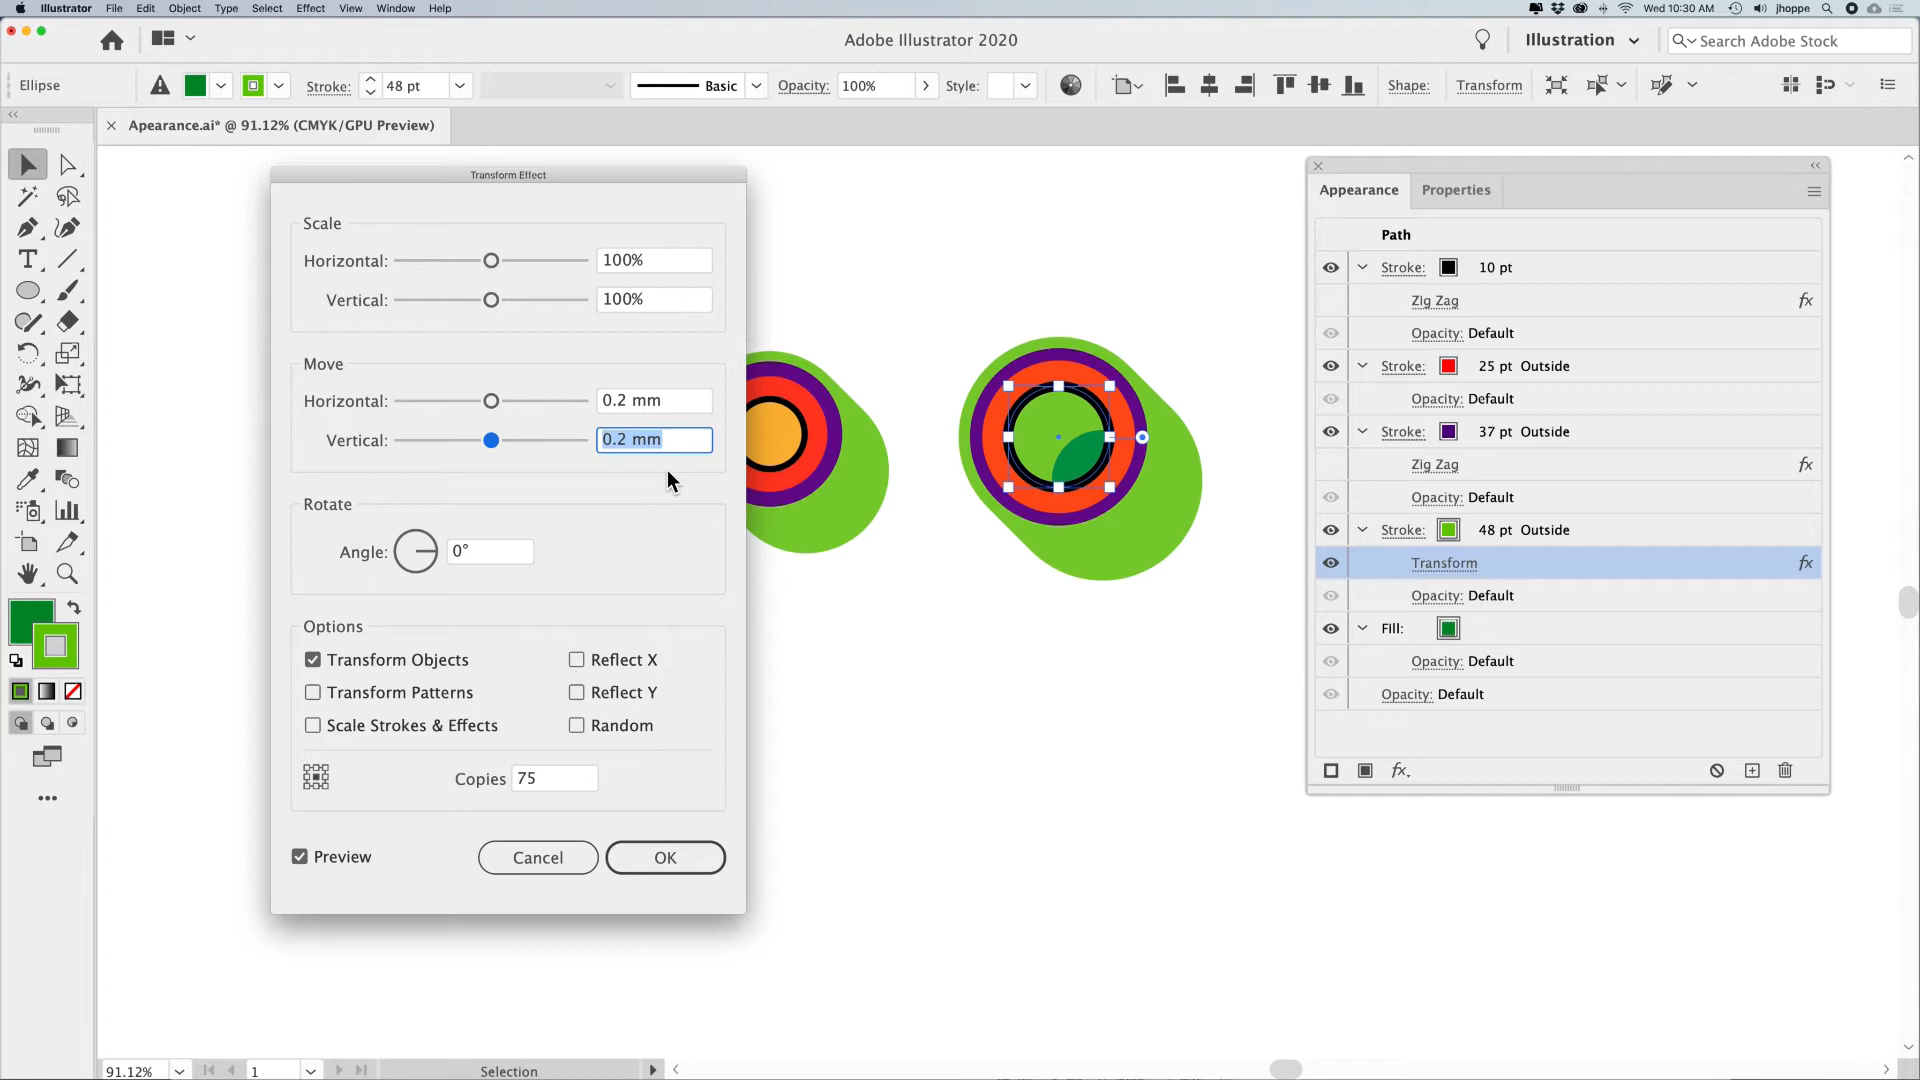 Illustrator File Edit Object Type Select Effect View Window Help Wed 10:30 AM jhoppe
Adobe Illustrator 2020 Illustration Search Adobe Stock
Ellipse Stroke: 48 pt Basic Opacity: 100% Style: Shape: Transform
Apearance.ai* @ 91.12% (CMYK/GPU Preview)
Transform Effect
Scale
Horizontal: 100%
Vertical: 100%
Move
Horizontal: 0.2 mm
Vertical: 0.2 mm
Rotate
Angle: 0°
Options
Transform Objects Reflect X
Transform Patterns Reflect Y
Scale Strokes & Effects Random
Copies 75
Preview Cancel OK
Appearance Properties
Path
Stroke: 10 pt
Zig Zag fx
Opacity: Default
Stroke: 25 pt Outside
Opacity: Default
Stroke: 37 pt Outside
Zig Zag fx
Opacity: Default
Stroke: 48 pt Outside
Transform fx
Opacity: Default
Fill:
Opacity: Default
Opacity: Default
fx.
91.12% 1 Selection